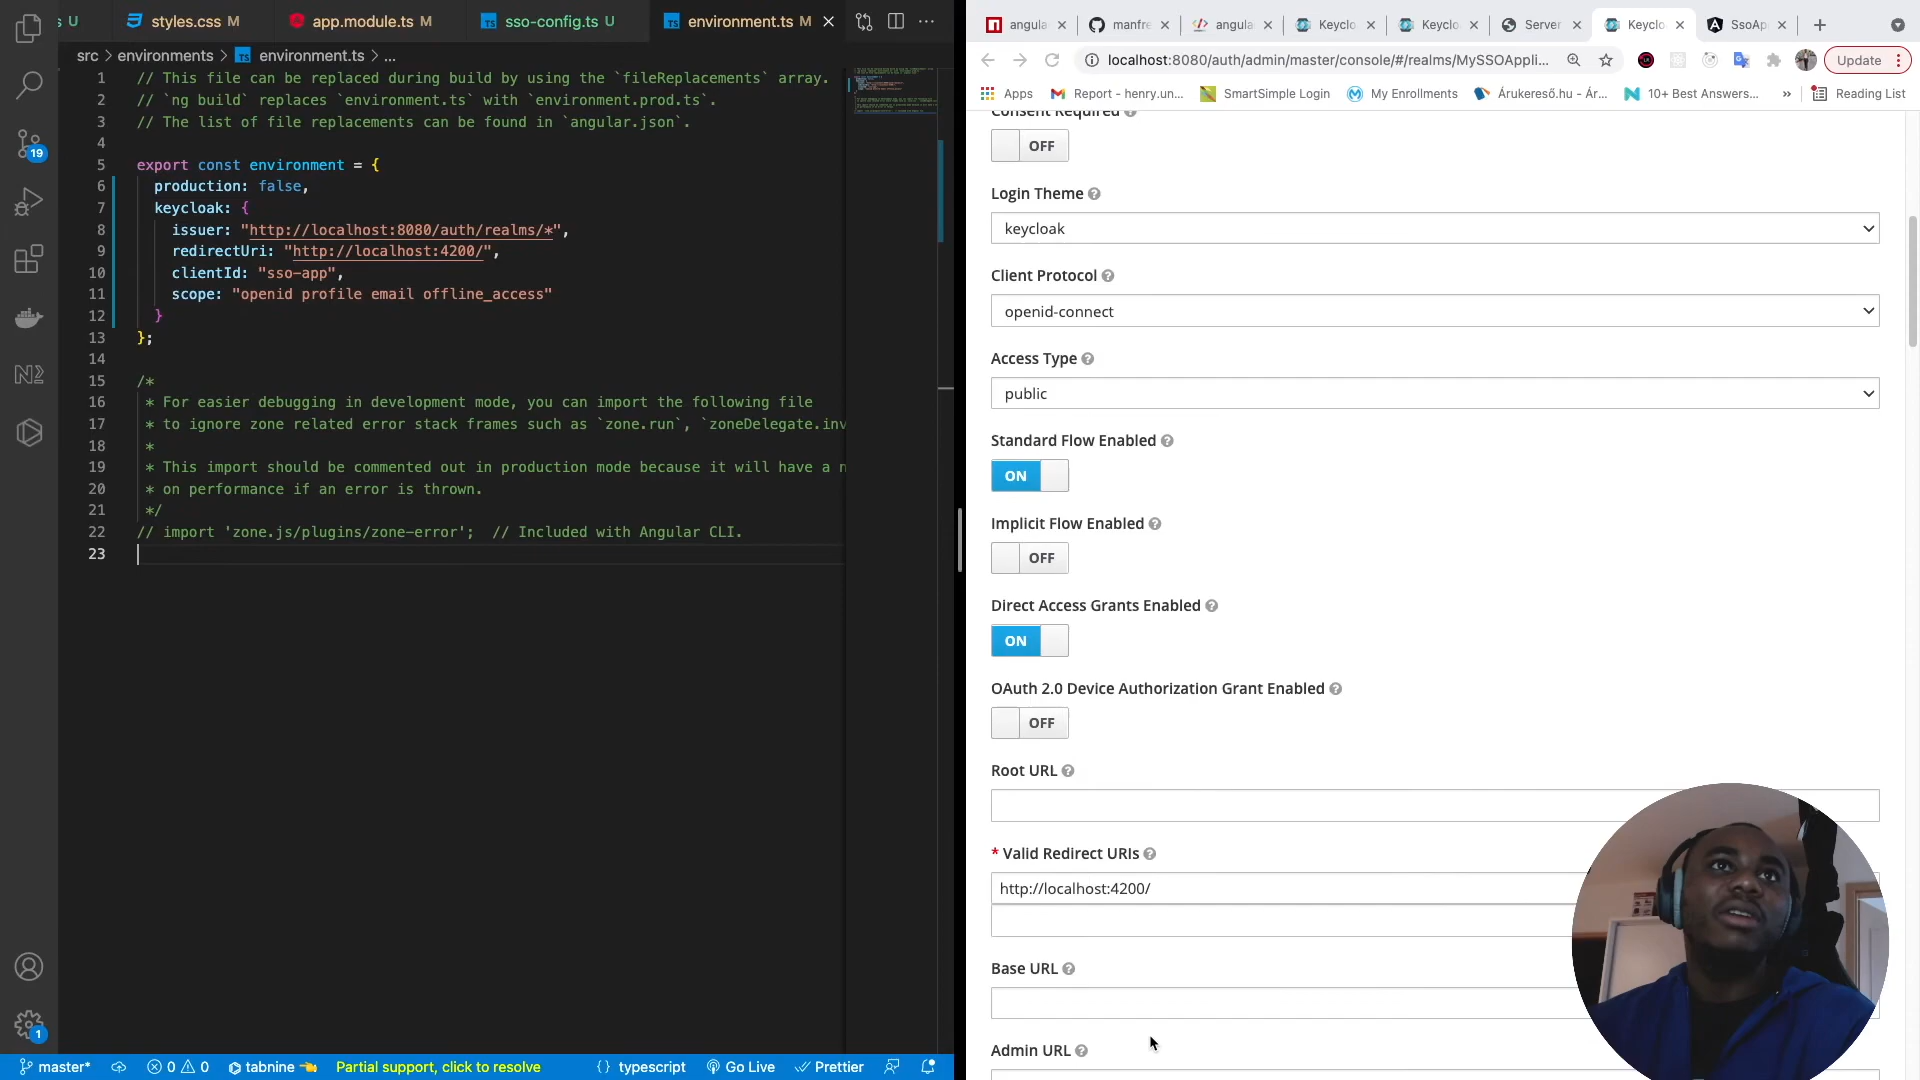 U
styles.css M
app.module.ts M
sso-config.ts U
environment.ts M
src > environments > TS environment.ts > ...
1 // This file can be replaced during build by using the `fileReplacements` array.
2 // `ng build` replaces `environment.ts` with `environment.prod.ts`.
3 // The list of file replacements can be found in `angular.json`.
4
5 export const environment = {
6 production: false,
7 keycloak: {
8 issuer: "http://localhost:8080/auth/realms/*",
9 redirectUri: "http://localhost:4200/",
10 clientId: "sso-app",
11 scope: "openid profile email offline_access"
12 }
13 };
14
15 /*
16 * For easier debugging in development mode, you can import the following file
17 * to ignore zone related error stack frames such as `zone.run`, `zoneDelegate.inv
18 *
19 * This import should be commented out in production mode because it will have a n
20 * on performance if an error is thrown.
21 */
22 // import 'zone.js/plugins/zone-error';  // Included with Angular CLI.
23
19
1
master*
0 0
tabnine
Partial support, click to resolve
{ } typescript
Go Live
Prettier
angula
manfre
angula
Keyclo
Keyclo
Server
Keyclo
SsoAp
localhost:8080/auth/admin/master/console/#/realms/MySSOAppli...
Update
Apps
Report - henry.un...
SmartSimple Login
My Enrollments
Árukereső.hu - Ár...
10+ Best Answers...
»
Reading List
Consent Required
OFF
Login Theme
keycloak
Client Protocol
openid-connect
Access Type
public
Standard Flow Enabled
ON
Implicit Flow Enabled
OFF
Direct Access Grants Enabled
ON
OAuth 2.0 Device Authorization Grant Enabled
OFF
Root URL
* Valid Redirect URIs
http://localhost:4200/
Base URL
Admin URL